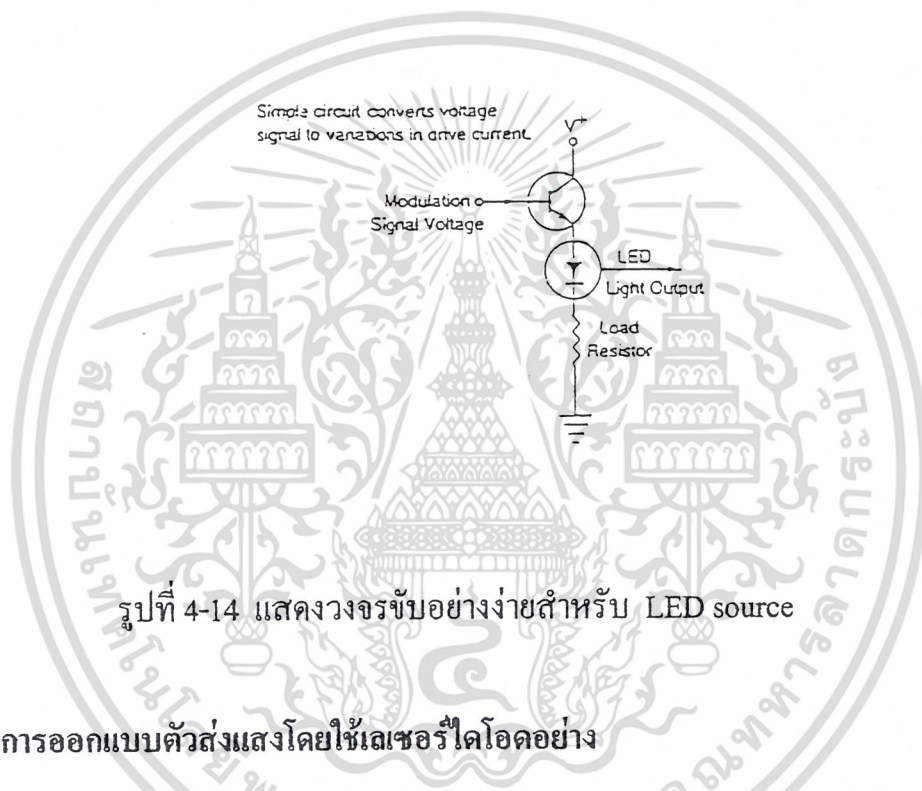 Simple circuit converts voltage
signal to variations in drive current.
V+
Modulation
Signal Voltage
LED
Light Output
Load
Resistor
รูปที่ 4-14 แสดงวงจรขับอย่างง่ายสำหรับ LED source
การออกแบบตัวส่งแสงโดยใช้เลเซอร์ไดโอดอย่าง